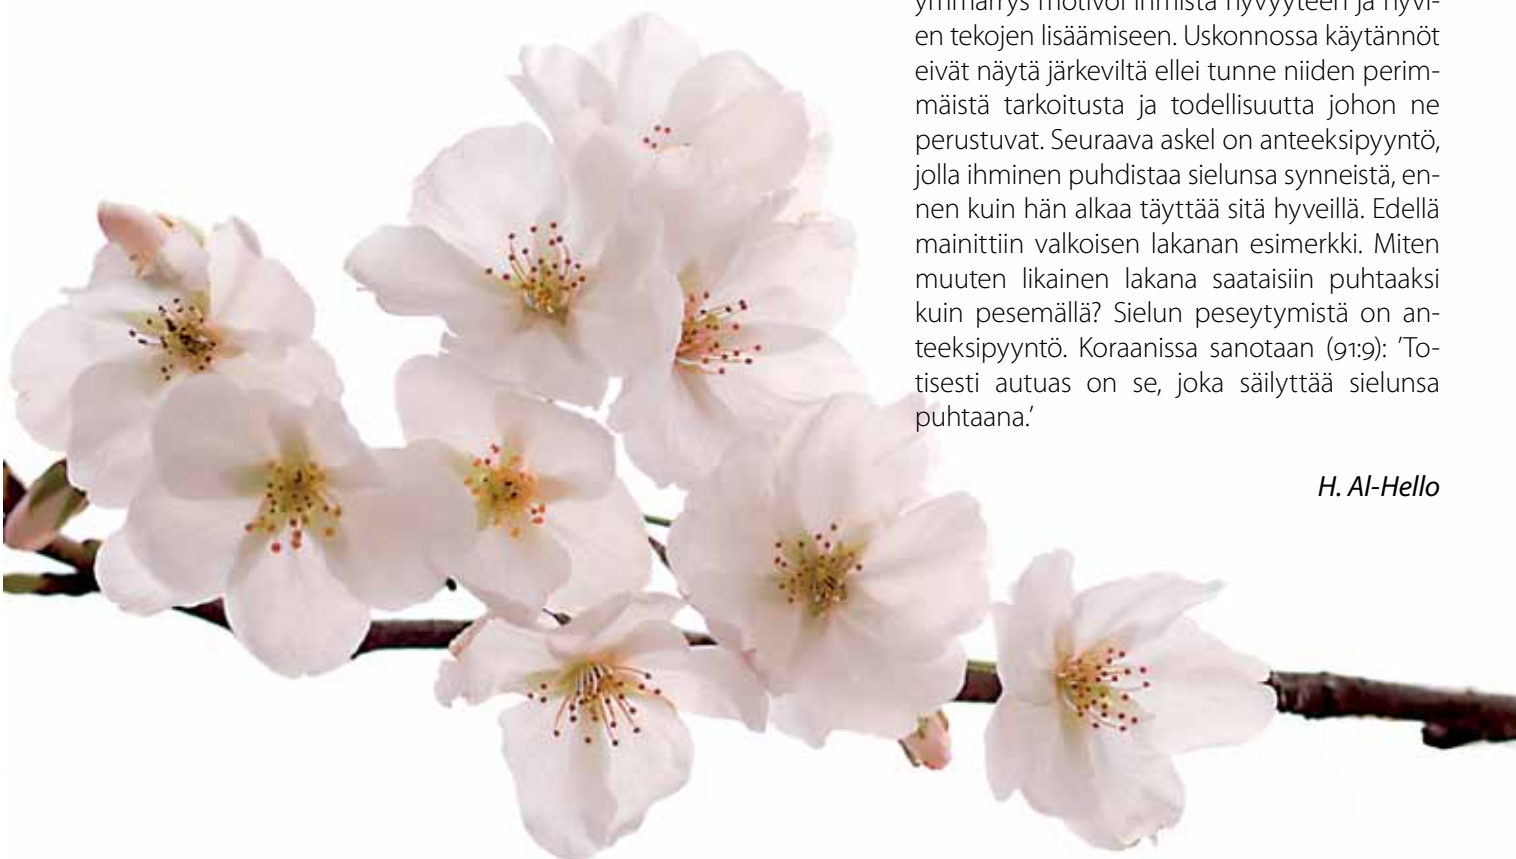 ymmärrys motivoi ihmistä hyvyyteen ja hyvi-
en tekojen lisäämiseen. Uskonnossa käytännöt
eivät näytä järkeviltä ellei tunne niiden perim-
mäistä tarkoitusta ja todellisuutta johon ne
perustuvat. Seuraava askel on anteeksipyyntö,
jolla ihminen puhdistaa sielunsa synneistä, en-
nen kuin hän alkaa täyttää sitä hyveillä. Edellä
mainittiin valkoisen lakanan esimerkki. Miten
muuten likainen lakana saataisiin puhtaaksi
kuin pesemällä? Sielun peseytymistä on an-
teeksipyyntö. Koraanissa sanotaan (91:9): ’To-
tisesti autuas on se, joka säilyttää sielunsa
puhtaana.’
H. Al-Hello